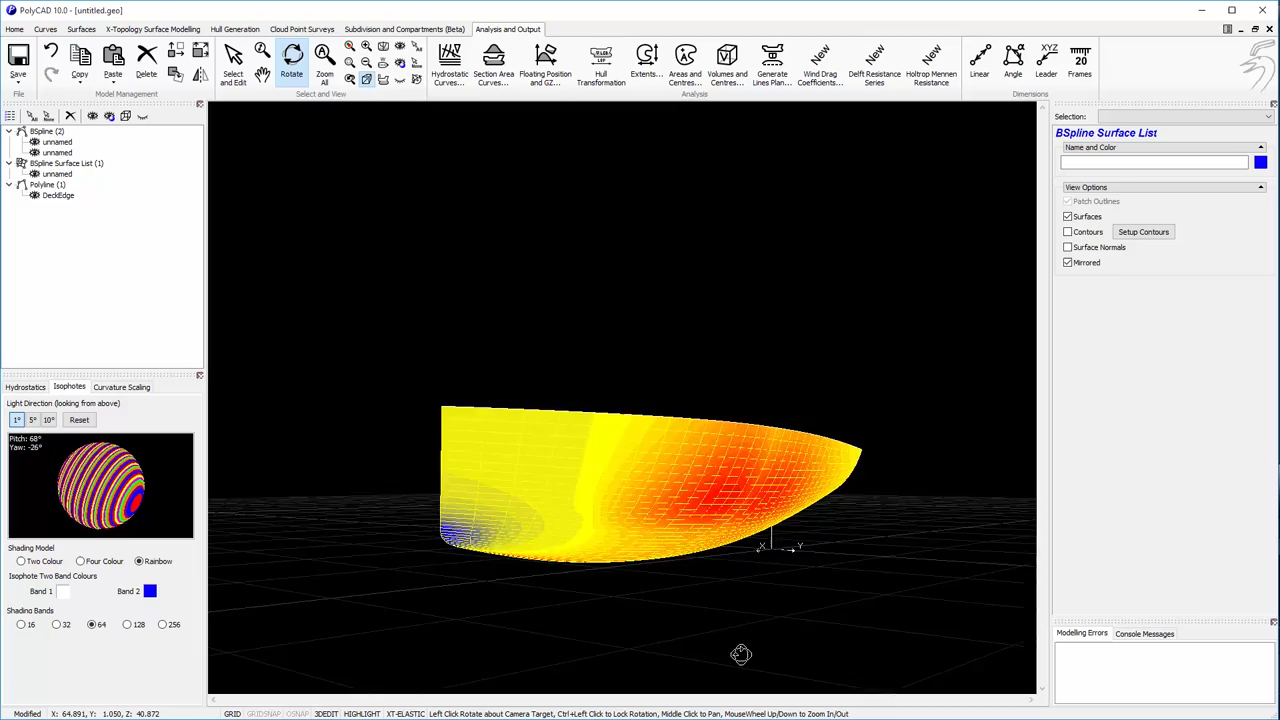 PolyCAD 10.0 - [untitled.geo]
Home Curves Surfaces X-Topology Surface Modelling Hull Generation Cloud Point Surveys Subdivision and Compartments (Beta) Analysis and Output
Save Copy Paste Delete Select and Edit Rotate Zoom All Hydrostatic Curves... Section Area Curves... Floating Position and GZ... Hull Transformation Extents... Areas and Centres... Volumes and Centres... Generate Lines Plan... New Wind Drag Coefficients... New Delft Resistance Series New Holtrop Mennen Resistance Linear Angle XYZ Leader 20 Frames
File Model Management Select and View Analysis Dimensions
BSpline (2)
unnamed
unnamed
BSpline Surface List (1)
unnamed
Polyline (1)
DeckEdge
Hydrostatics Isophotes Curvature Scaling
Light Direction (looking from above)
1° 5° 10° Reset
Pitch: 68°
Yaw: -26°
Shading Model
Two Colour Four Colour Rainbow
Isophote Two Band Colours
Band 1 Band 2
Shading Bands
16 32 64 128 256
X Y
Selection:
BSpline Surface List
Name and Color
View Options
Patch Outlines
Surfaces
Contours Setup Contours
Surface Normals
Mirrored
Modelling Errors Console Messages
Modified X: 64.891, Y: 1.050, Z: 40.872 GRID GRIDSNAP OSNAP 3DEDIT HIGHLIGHT XT-ELASTIC Left Click Rotate about Camera Target, Ctrl+Left Click to Lock Rotation, Middle Click to Pan, MouseWheel Up/Down to Zoom In/Out